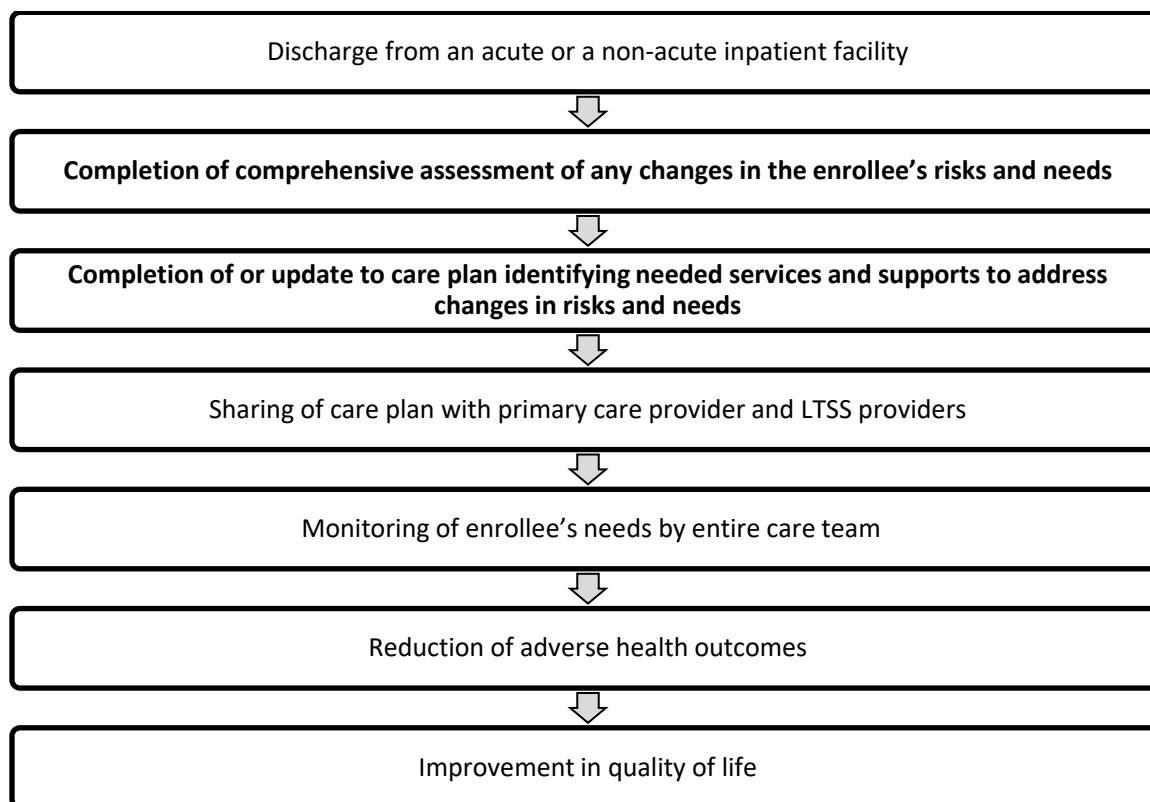 Discharge from an acute or a non-acute inpatient facility
Completion of comprehensive assessment of any changes in the enrollee’s risks and needs
Completion of or update to care plan identifying needed services and supports to address
changes in risks and needs
Sharing of care plan with primary care provider and LTSS providers
Monitoring of enrollee’s needs by entire care team
Reduction of adverse health outcomes
Improvement in quality of life